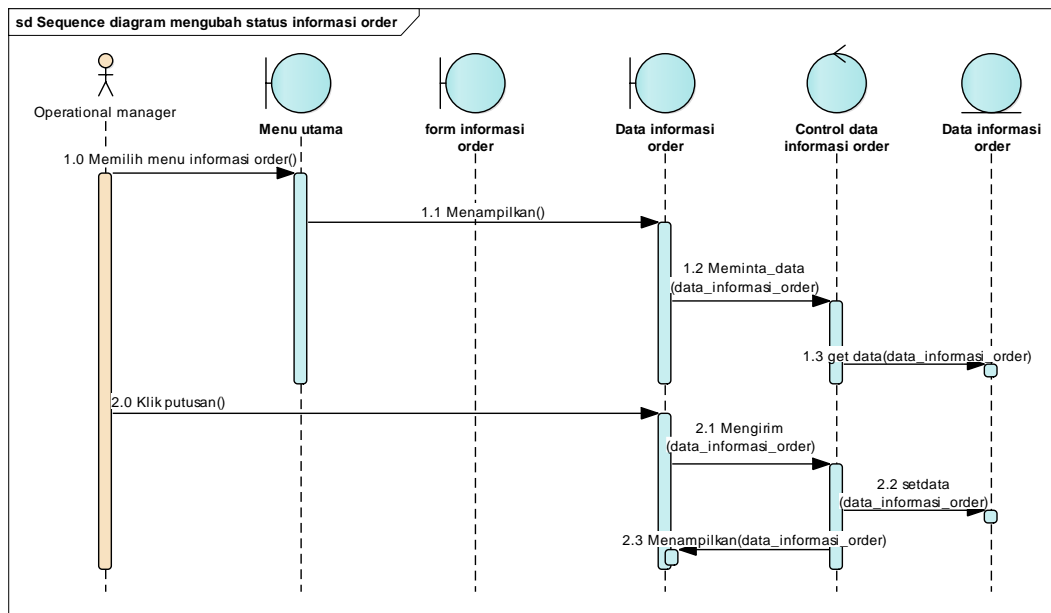 sd Sequence diagram mengubah status informasi order
Operational manager
Menu utama
form informasi
order
Data informasi
order
Control data
informasi order
Data informasi
order
1.0 Memilih menu informasi order()
1.1 Menampilkan()
1.2 Meminta_data
(data_informasi_order)
1.3 get data(data_informasi_order)
2.0 Klik putusan()
2.1 Mengirim
(data_informasi_order)
2.2 setdata
(data_informasi_order)
2.3 Menampilkan(data_informasi_order)